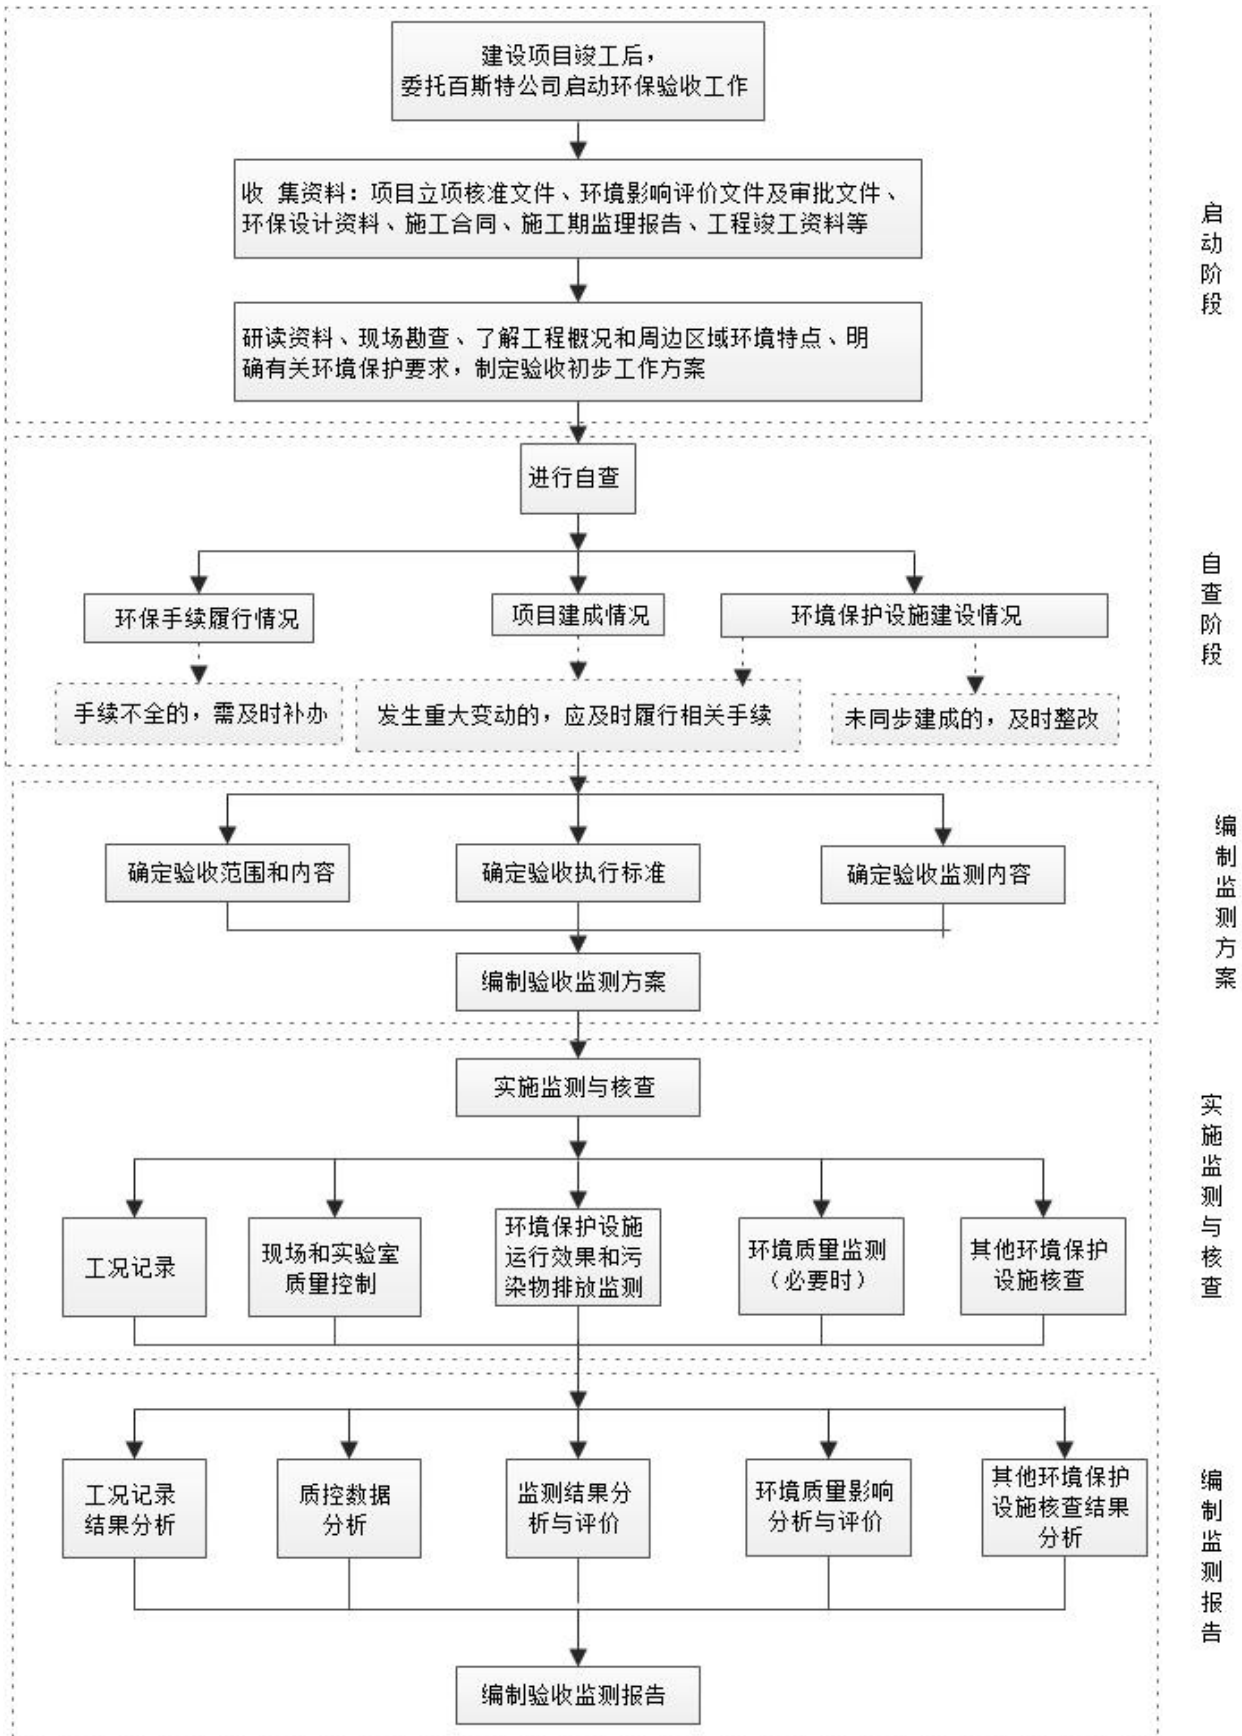 建设项目竣工后，
委托百斯特公司启动环保验收工作
收 集资料：项目立项核准文件、环境影响评价文件及审批文件、
环保设计资料、施工合同、施工期监理报告、工程竣工资料等
研读资料、现场勘查、了解工程概况和周边区域环境特点、明
确有关环境保护要求，制定验收初步工作方案
启动阶段
进行自查
环保手续履行情况
项目建成情况
环境保护设施建设情况
手续不全的，需及时补办
发生重大变动的，应及时履行相关手续
未同步建成的，及时整改
自查阶段
确定验收范围和内容
确定验收执行标准
确定验收监测内容
编制验收监测方案
编制监测方案
实施监测与核查
工况记录
现场和实验室
质量控制
环境保护设施
运行效果和污
染物排放监测
环境质量监测
（必要时）
其他环境保护
设施核查
实施监测与核查
工况记录
结果分析
质控数据
分析
监测结果分
析与评价
环境质量影响
分析与评价
其他环境保护
设施核查结果
分析
编制验收监测报告
编制监测报告